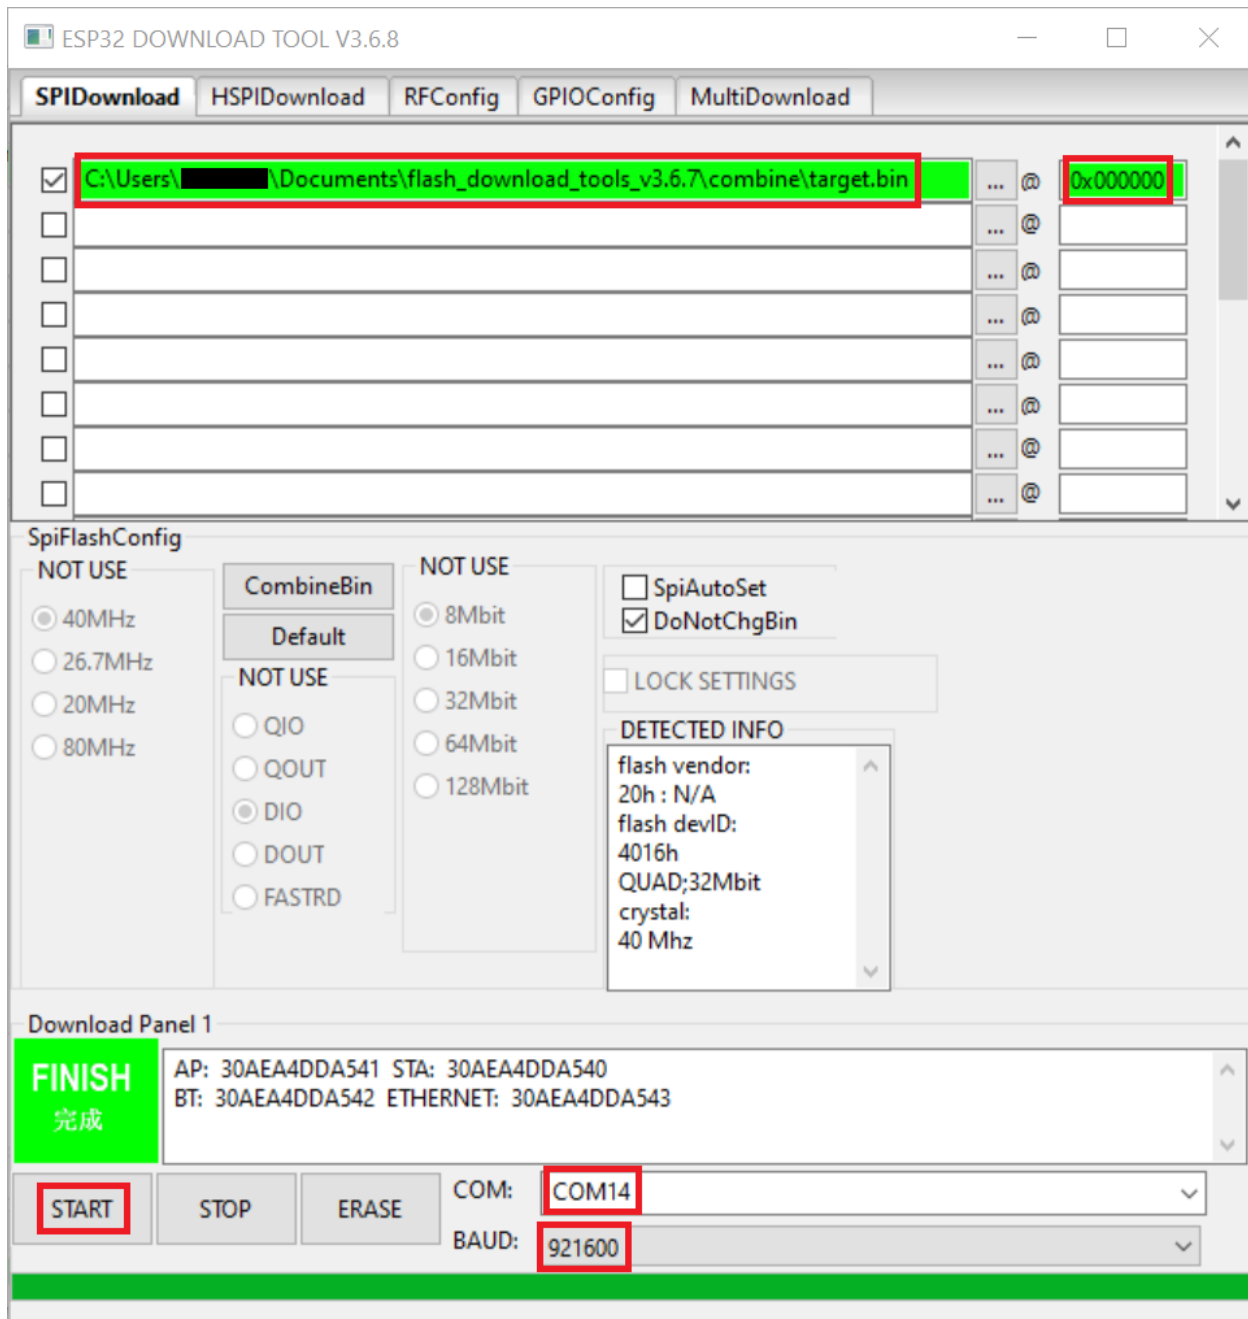 ESP32 DOWNLOAD TOOL V3.6.8
SPIDownload HSPIDownload RFConfig GPIOConfig MultiDownload
C:\Users\ \Documents\flash_download_tools_v3.6.7\combine\target.bin ... @ 0x000000
... @
... @
... @
... @
... @
... @
... @
SpiFlashConfig
NOT USE
40MHz
26.7MHz
20MHz
80MHz
CombineBin
Default
NOT USE
QIO
QOUT
DIO
DOUT
FASTRD
NOT USE
8Mbit
16Mbit
32Mbit
64Mbit
128Mbit
SpiAutoSet
DoNotChgBin
LOCK SETTINGS
DETECTED INFO
flash vendor:
20h : N/A
flash devID:
4016h
QUAD;32Mbit
crystal:
40 Mhz
Download Panel 1
FINISH
完成
AP: 30AEA4DDA541 STA: 30AEA4DDA540
BT: 30AEA4DDA542 ETHERNET: 30AEA4DDA543
START STOP ERASE
COM: COM14
BAUD: 921600